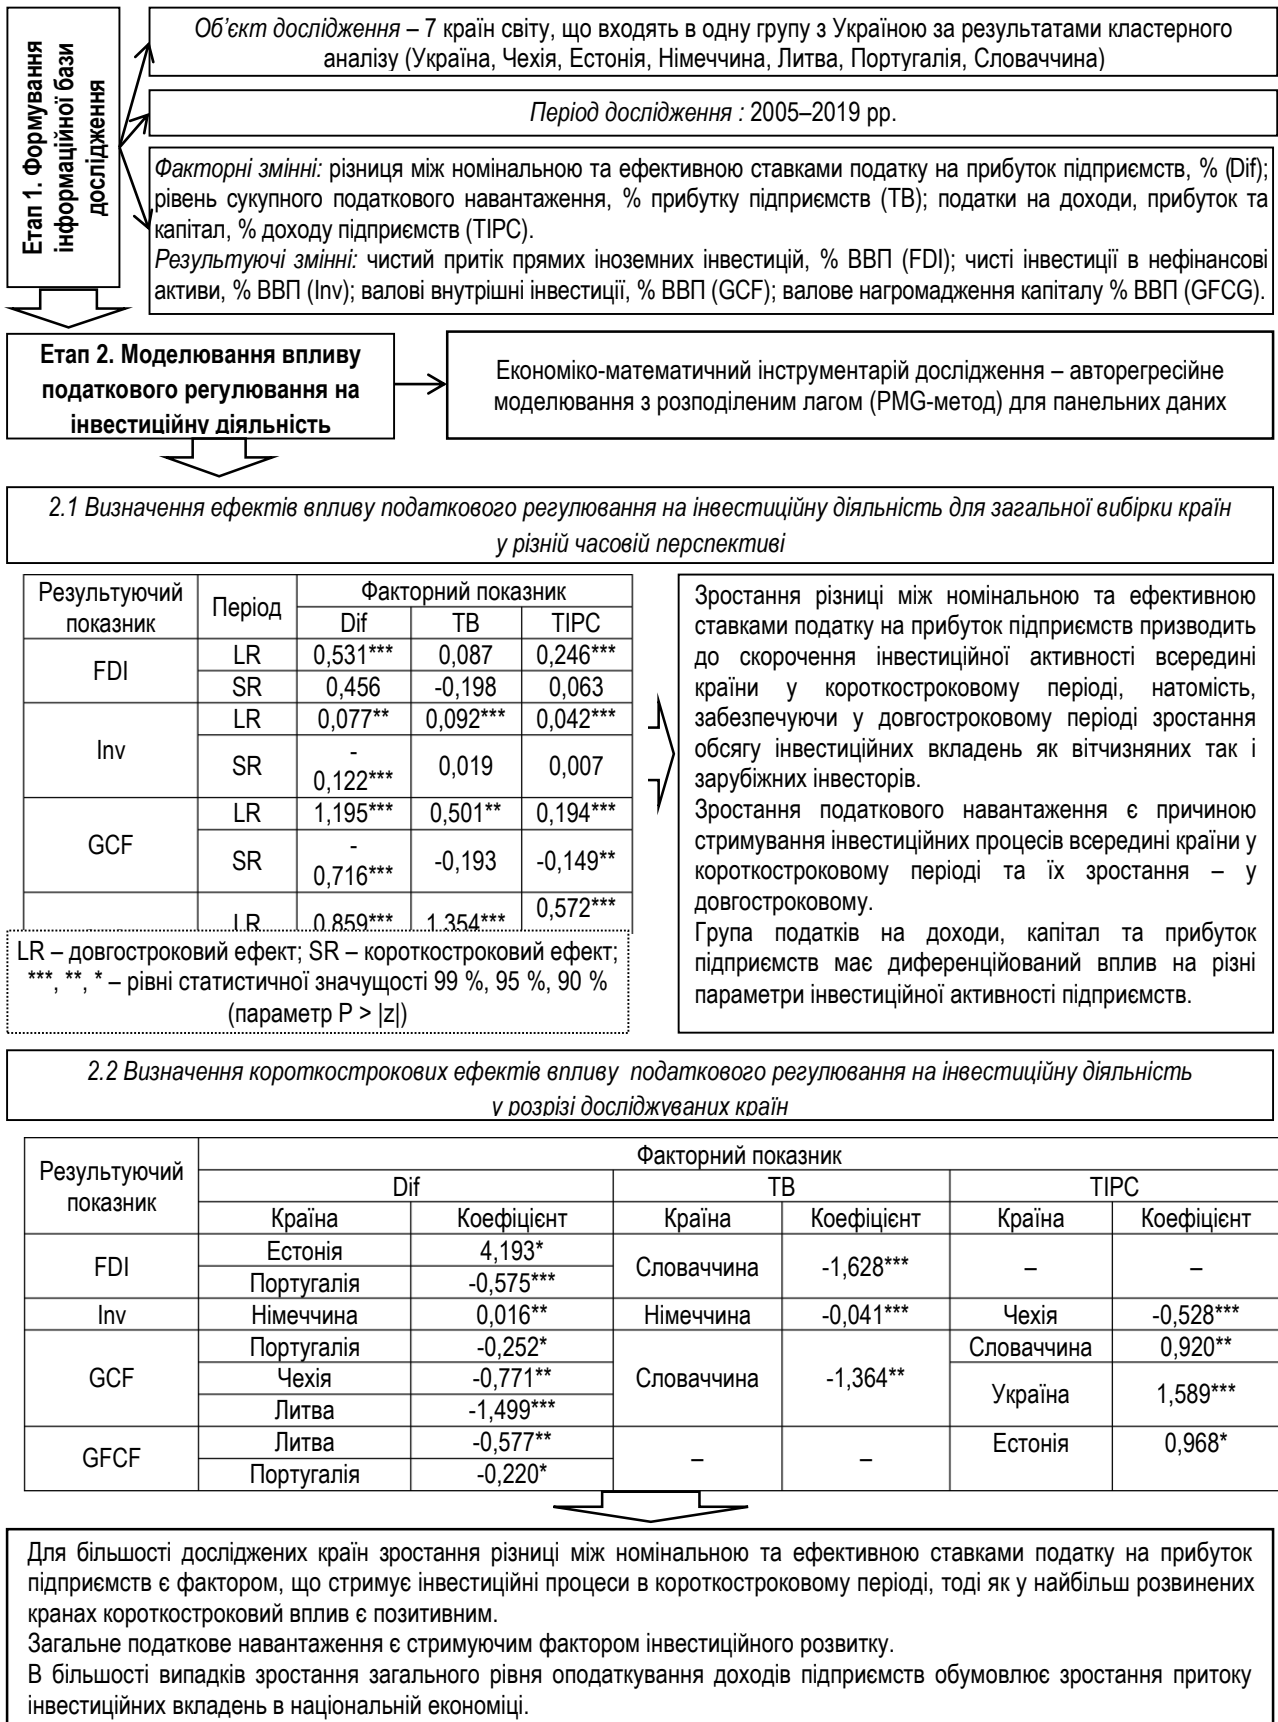 Етап 1. Формування
інформаційної бази
дослідження
Об’єкт дослідження – 7 країн світу, що входять в одну групу з Україною за результатами кластерного
аналізу (Україна, Чехія, Естонія, Німеччина, Литва, Португалія, Словаччина)
Період дослідження : 2005–2019 рр.
Факторні змінні: різниця між номінальною та ефективною ставками податку на прибуток підприємств, % (Dif);
рівень сукупного податкового навантаження, % прибутку підприємств (TB); податки на доходи, прибуток та
капітал, % доходу підприємств (TIPC).
Результуючі змінні: чистий притік прямих іноземних інвестицій, % ВВП (FDI); чисті інвестиції в нефінансові
активи, % ВВП (Inv); валові внутрішні інвестиції, % ВВП (GCF); валове нагромадження капіталу % ВВП (GFCG).
Етап 2. Моделювання впливу
податкового регулювання на
інвестиційну діяльність
Економіко-математичний інструментарій дослідження – авторегресійне
моделювання з розподіленим лагом (PMG-метод) для панельних даних
2.1 Визначення ефектів впливу податкового регулювання на інвестиційну діяльність для загальної вибірки країн
у різній часовій перспективі
Результуючий показник Період Факторний показник
Dif TB TIPC
FDI LR 0,531*** 0,087 0,246***
SR 0,456 -0,198 0,063
Inv LR 0,077** 0,092*** 0,042***
SR -0,122*** 0,019 0,007
GCF LR 1,195*** 0,501** 0,194***
SR -0,716*** -0,193 -0,149**
LR 0,859*** 1,354*** 0,572***
LR – довгостроковий ефект; SR – короткостроковий ефект;
***, **, * – рівні статистичної значущості 99 %, 95 %, 90 %
(параметр P > |z|)
Зростання різниці між номінальною та ефективною
ставками податку на прибуток підприємств призводить
до скорочення інвестиційної активності всередині
країни у короткостроковому періоді, натомість,
забезпечуючи у довгостроковому періоді зростання
обсягу інвестиційних вкладень як вітчизняних так і
зарубіжних інвесторів.
Зростання податкового навантаження є причиною
стримування інвестиційних процесів всередині країни у
короткостроковому періоді та їх зростання – у
довгостроковому.
Група податків на доходи, капітал та прибуток
підприємств має диференційований вплив на різні
параметри інвестиційної активності підприємств.
2.2 Визначення короткострокових ефектів впливу податкового регулювання на інвестиційну діяльність
у розрізі досліджуваних країн
Результуючий показник Факторний показник
Dif TB TIPC
Країна Коефіцієнт Країна Коефіцієнт Країна Коефіцієнт
FDI Естонія 4,193* Словаччина -1,628*** – –
Португалія -0,575***
Inv Німеччина 0,016** Німеччина -0,041*** Чехія -0,528***
GCF Португалія -0,252* Словаччина -1,364** Словаччина 0,920**
Чехія -0,771** Україна 1,589***
Литва -1,499***
GFCF Литва -0,577** – – Естонія 0,968*
Португалія -0,220*
Для більшості досліджених країн зростання різниці між номінальною та ефективною ставками податку на прибуток
підприємств є фактором, що стримує інвестиційні процеси в короткостроковому періоді, тоді як у найбільш розвинених
кранах короткостроковий вплив є позитивним.
Загальне податкове навантаження є стримуючим фактором інвестиційного розвитку.
В більшості випадків зростання загального рівня оподаткування доходів підприємств обумовлює зростання притоку
інвестиційних вкладень в національній економіці.